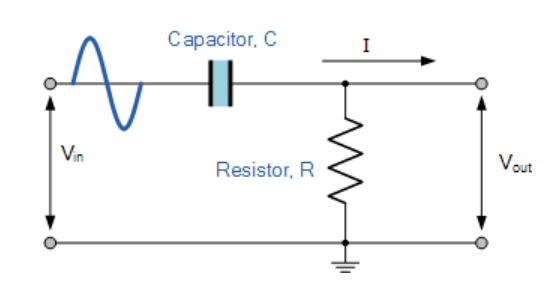 Capacitor, C
I
Vin
Resistor, R
Vout